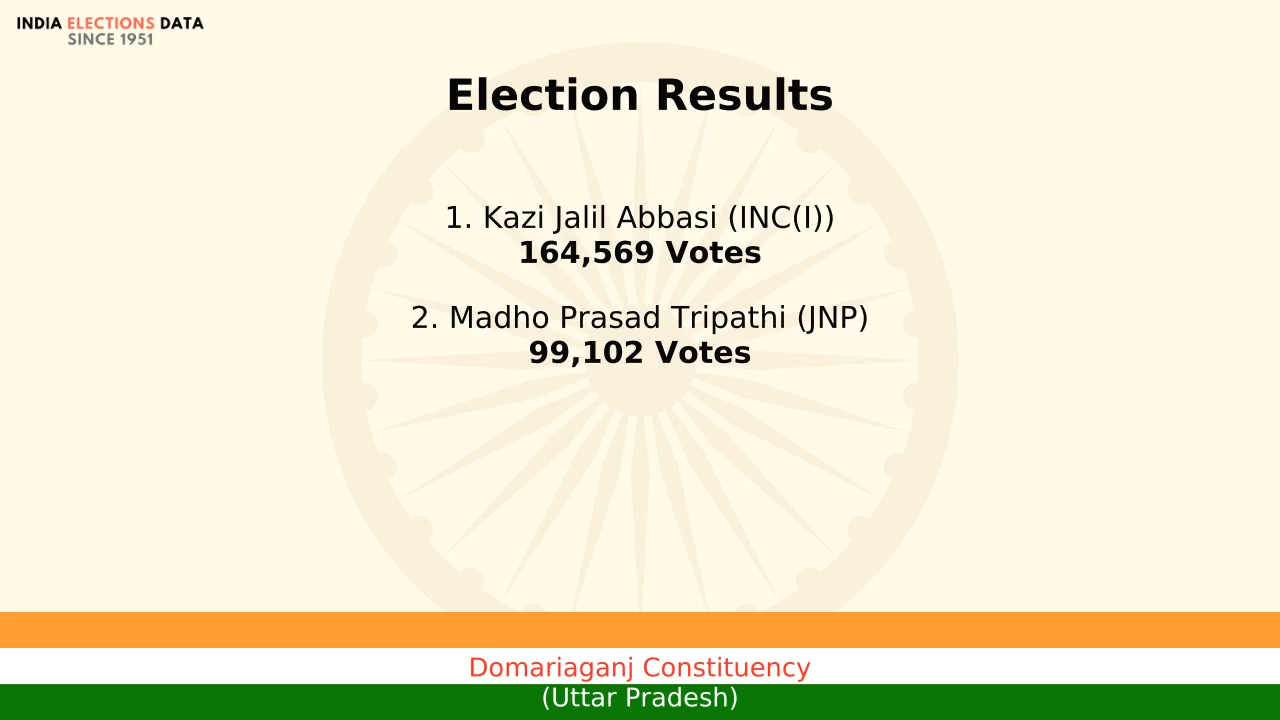 INDIA ELECTIONS DATA
SINCE 1951
Election Results
1. Kazi Jalil Abbasi (INC(I))
164,569 Votes
2. Madho Prasad Tripathi (JNP)
99,102 Votes
Domariaganj Constituency
(Uttar Pradesh)